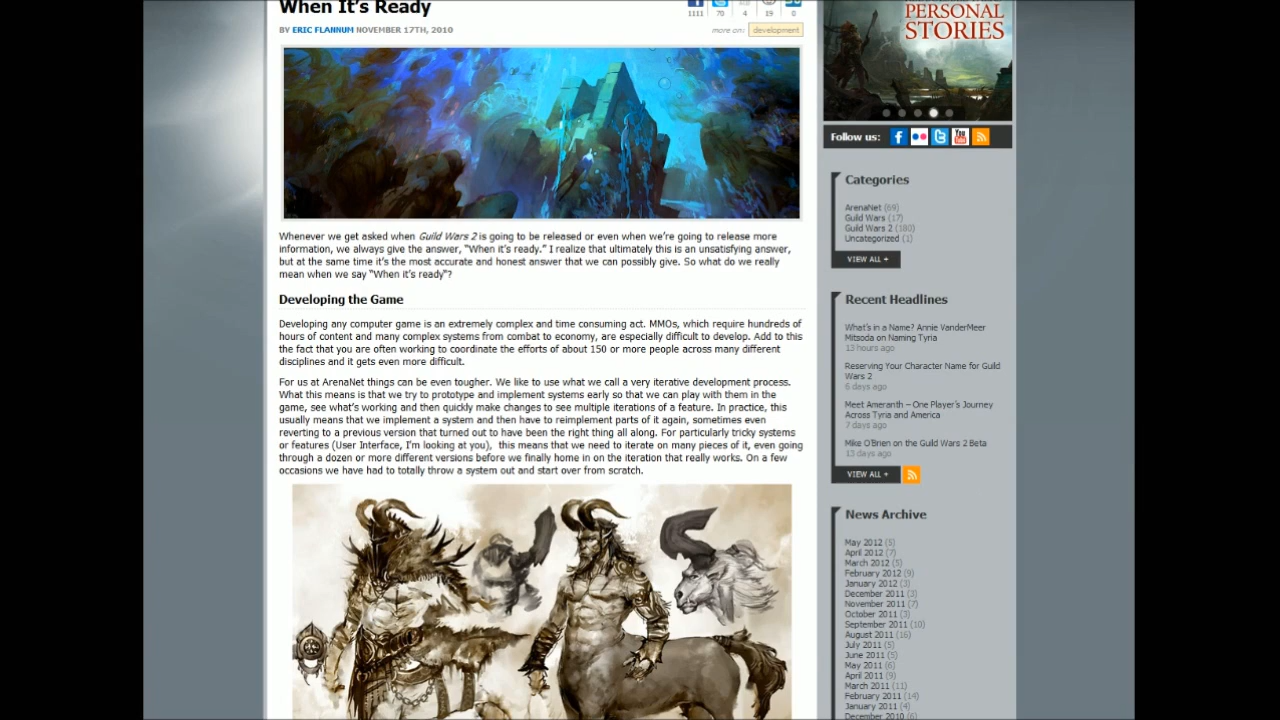 When It's Ready
1111
70
4
19
0
BY ERIC FLANNUM NOVEMBER 17TH, 2010
more on: development
Whenever we get asked when Guild Wars 2 is going to be released or even when we're going to release more
information, we always give the answer, "When it's ready." I realize that ultimately this is an unsatisfying answer,
but at the same time it's the most accurate and honest answer that we can possibly give. So what do we really
mean when we say "When it's ready"?
Developing the Game
Developing any computer game is an extremely complex and time consuming act. MMOs, which require hundreds of
hours of content and many complex systems from combat to economy, are especially difficult to develop. Add to this
the fact that you are often working to coordinate the efforts of about 150 or more people across many different
disciplines and it gets even more difficult.
For us at ArenaNet things can be even tougher. We like to use what we call a very iterative development process.
What this means is that we try to prototype and implement systems early so that we can play with them in the
game, see what's working and then quickly make changes to see multiple iterations of a feature. In practice, this
usually means that we implement a system and then have to reimplement parts of it again, sometimes even
reverting to a previous version that turned out to have been the right thing all along. For particularly tricky systems
or features (User Interface, I'm looking at you), this means that we need to iterate on many pieces of it, even going
through a dozen or more different versions before we finally home in on the iteration that really works. On a few
occasions we have had to totally throw a system out and start over from scratch.
PERSONAL
STORIES
Follow us:
You
Tube
Categories
ArenaNet (69)
Guild Wars (17)
Guild Wars 2 (180)
Uncategorized (1)
VIEW ALL +
Recent Headlines
What's in a Name? Annie VanderMeer
Mitsoda on Naming Tyria
13 hours ago
Reserving Your Character Name for Guild
Wars 2
6 days ago
Meet Ameranth – One Player's Journey
Across Tyria and America
7 days ago
Mike O'Brien on the Guild Wars 2 Beta
13 days ago
VIEW ALL +
News Archive
May 2012 (5)
April 2012 (7)
March 2012 (5)
February 2012 (9)
January 2012 (3)
December 2011 (3)
November 2011 (7)
October 2011 (3)
September 2011 (10)
August 2011 (16)
July 2011 (5)
June 2011 (5)
May 2011 (6)
April 2011 (9)
March 2011 (11)
February 2011 (14)
January 2011 (4)
December 2010 (6)